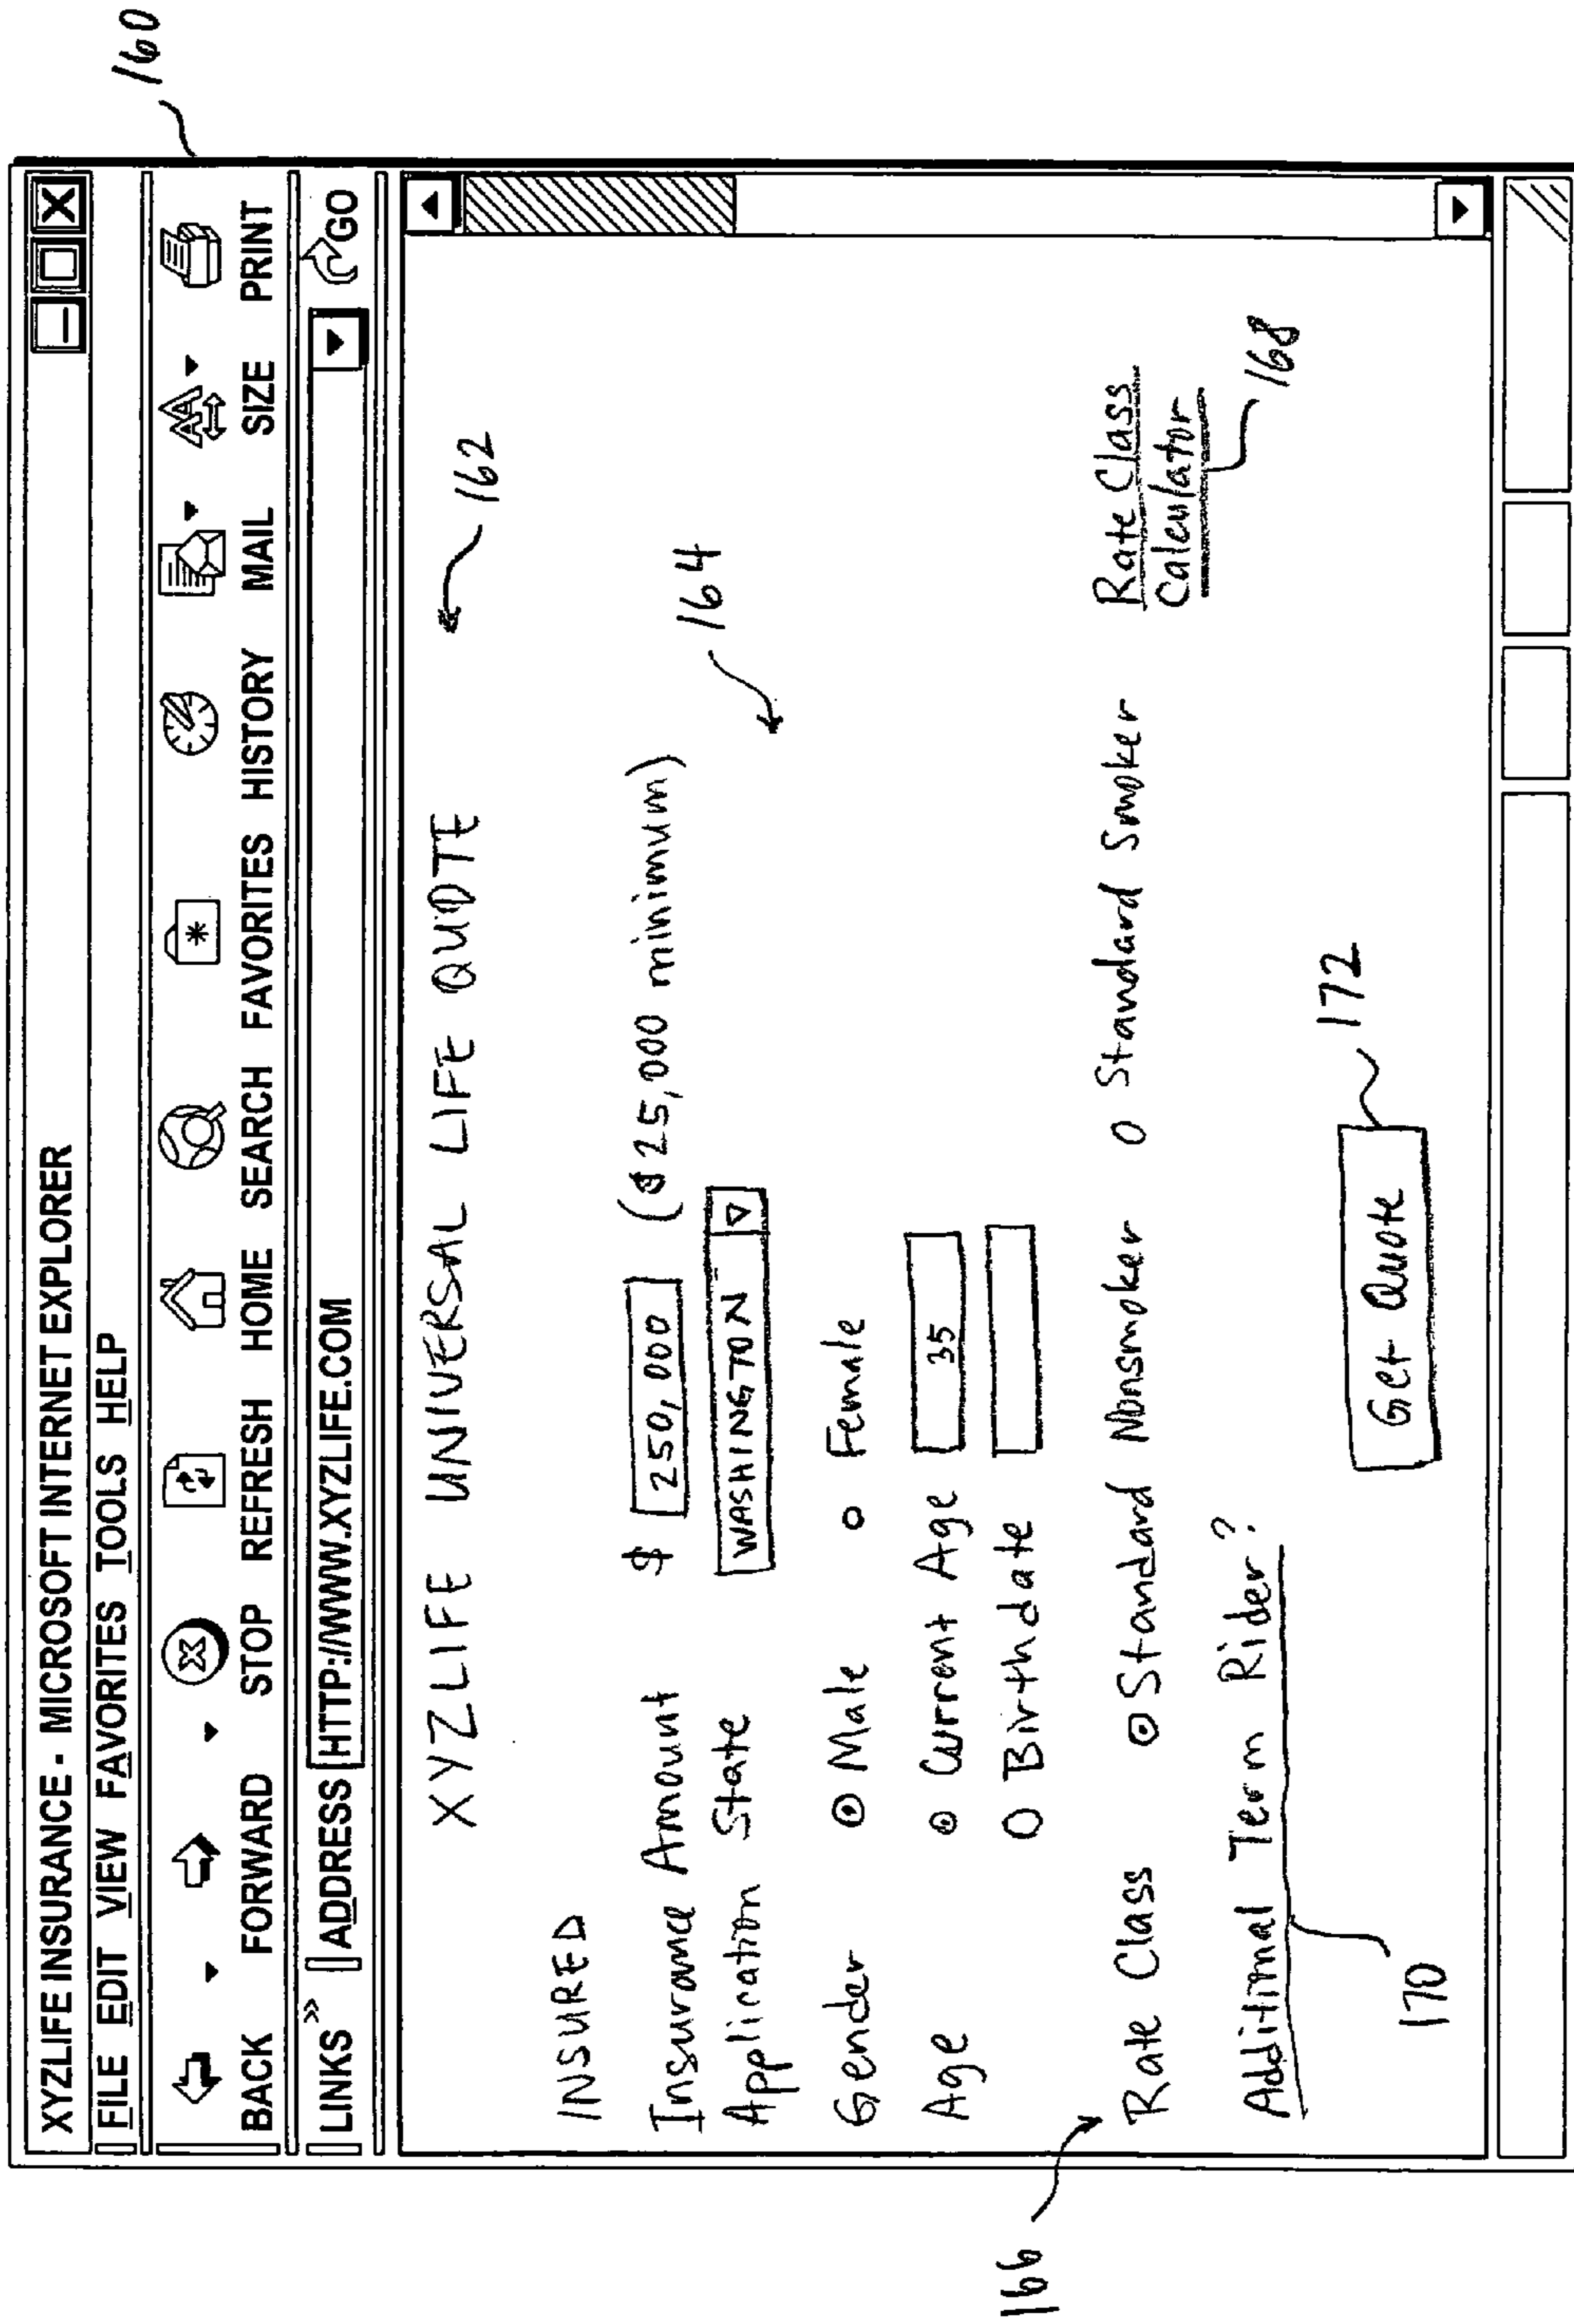 160
XYZLIFE INSURANCE - MICROSOFT INTERNET EXPLORER
FILE EDIT VIEW FAVORITES TOOLS HELP
BACK FORWARD STOP REFRESH HOME SEARCH FAVORITES HISTORY MAIL SIZE PRINT
LINKS » ADDRESS HTTP://WWW.XYZLIFE.COM GO
XYZLIFE UNIVERSAL LIFE QUOTE 162
INSURED
Insurance Amount $ 250,000 ($25,000 minimum)
164
Application State WASHINGTON
Gender Male Female
Age Current Age 35
Birthdate
166
Rate Class Standard Nonsmoker Standard Smoker Rate Class
Calculator
168
Additional Term Rider?
170
Get Quote 172